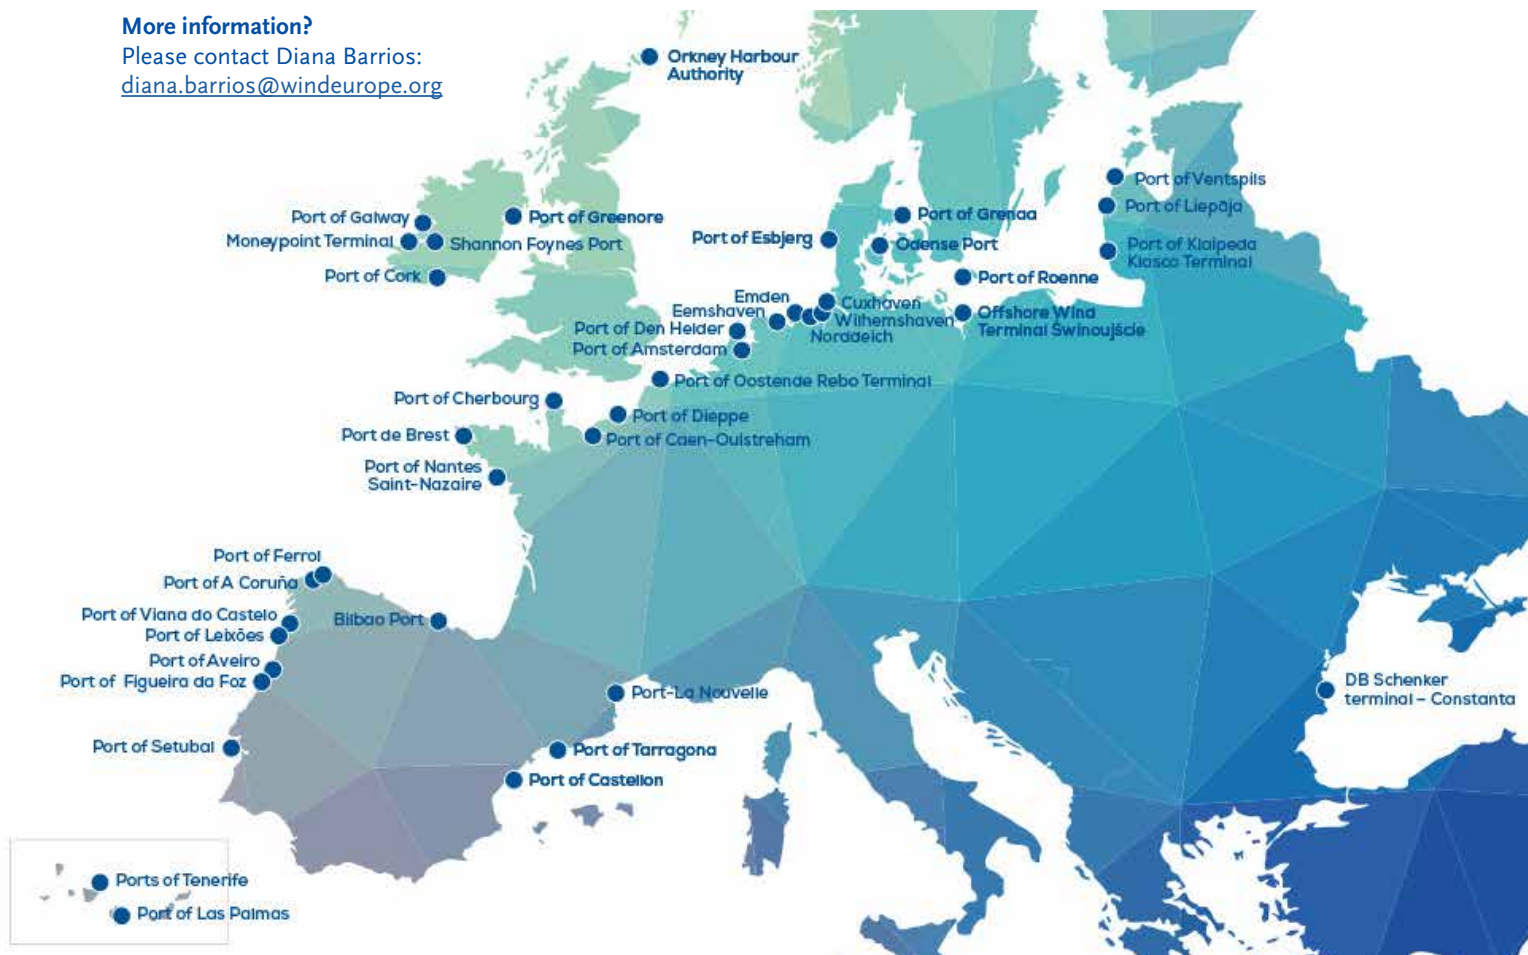 More information?
Please contact Diana Barrios:
diana.barrios@windeurope.org
Orkney Harbour
Authority
Port of Ventspils
Port of Liepāja
Port of Galway
Port of Greenore
Port of Grenaa
Moneypoint Terminal
Shannon Foynes Port
Port of Esbjerg
Odense Port
Port of Klaipeda
Klasco Terminal
Port of Cork
Port of Roenne
Emden
Cuxhaven
Eemshaven
Wilhemshaven
Offshore Wind
Terminal Świnoujście
Port of Den Helder
Norddeich
Port of Amsterdam
Port of Oostende Rebo Terminal
Port of Cherbourg
Port of Dieppe
Port de Brest
Port of Caen-Ouistreham
Port of Nantes
Saint-Nazaire
Port of Ferrol
Port of A Coruña
Port of Viana do Castelo
Bilbao Port
Port of Leixões
Port of Aveiro
Port of Figueira da Foz
DB Schenker
terminal – Constanta
Port-La Nouvelle
Port of Setubal
Port of Tarragona
Port of Castellon
Ports of Tenerife
Port of Las Palmas